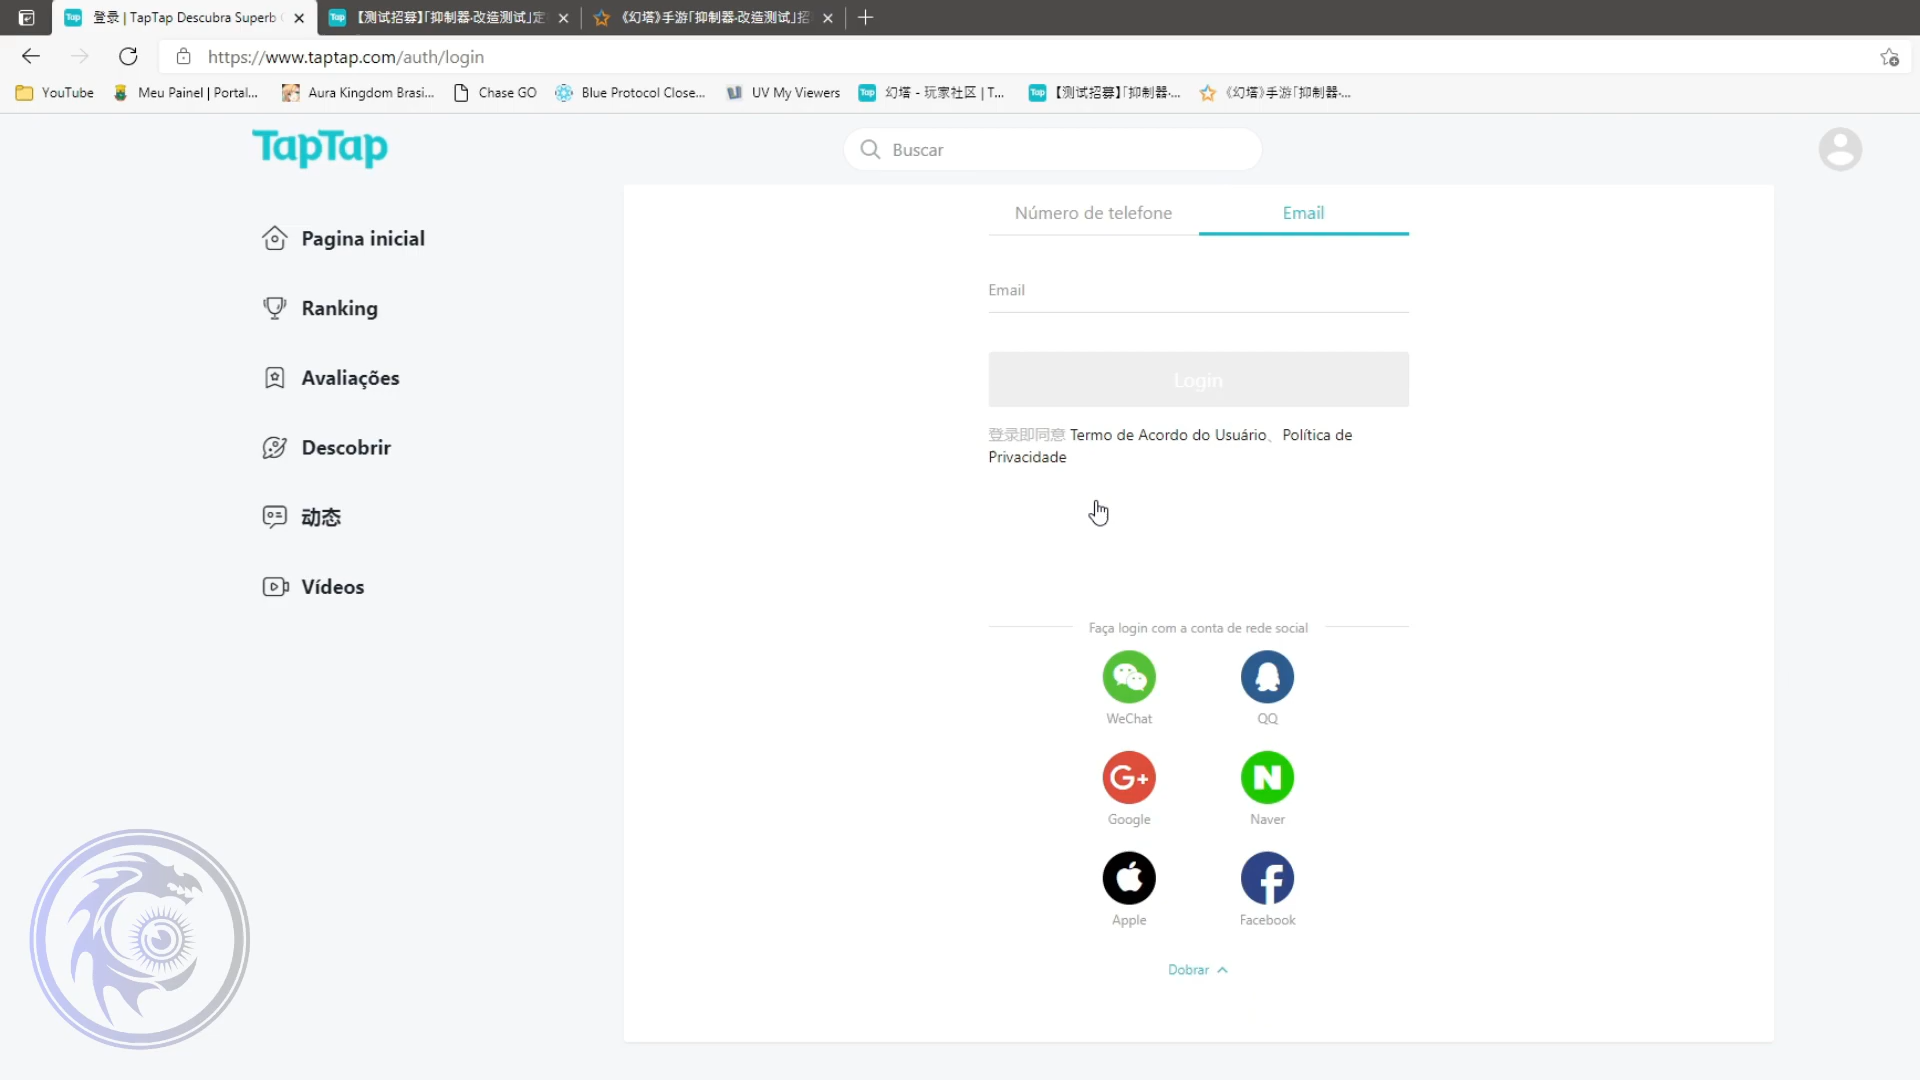 登录 | TapTap Descubra Superb
【测试招募】「抑制器·改造测试」定
《幻塔》手游「抑制器·改造测试」招
https://www.taptap.com/auth/login
YouTube
Meu Painel | Portal...
Aura Kingdom Brasi...
Chase GO
Blue Protocol Close...
UV My Viewers
Tap
幻塔 - 玩家社区 | T...
Tap
【测试招募】「抑制器·...
《幻塔》手游「抑制器·...
TapTap
Buscar
Pagina inicial
Ranking
Avaliações
Descobrir
动态
Vídeos
Número de telefone
Email
Email
Login
登录即同意 Termo de Acordo do Usuário、Política de
Privacidade
Faça login com a conta de rede social
WeChat
QQ
G+
Google
N
Naver
Apple
f
Facebook
Dobrar